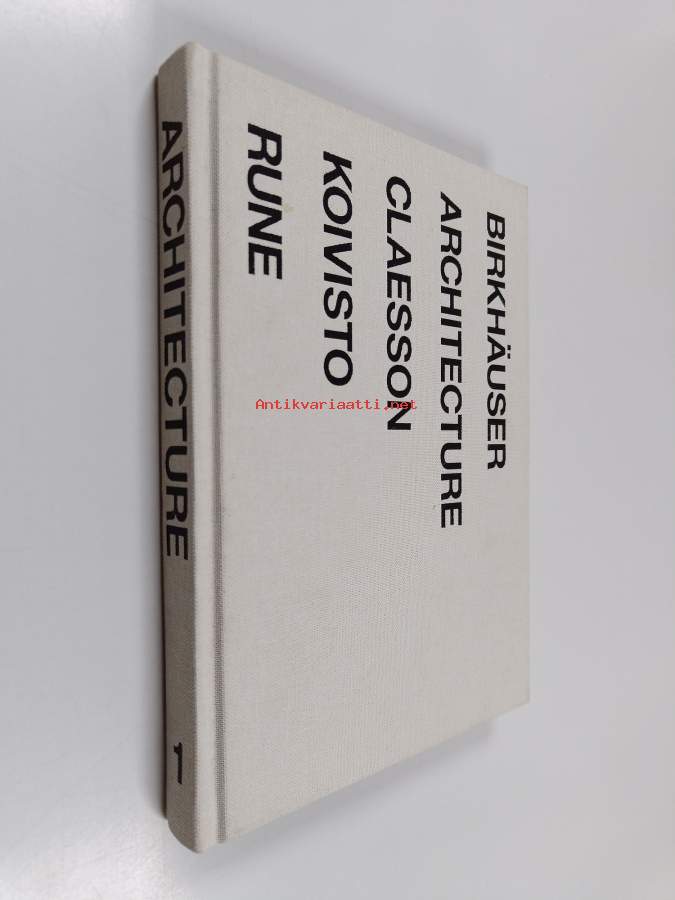 BIRKHÄUSER
ARCHITECTURE
CLAESSON
KOIVISTO
RUNE
ARCHITECTURE
1
Antikvariaatti.net